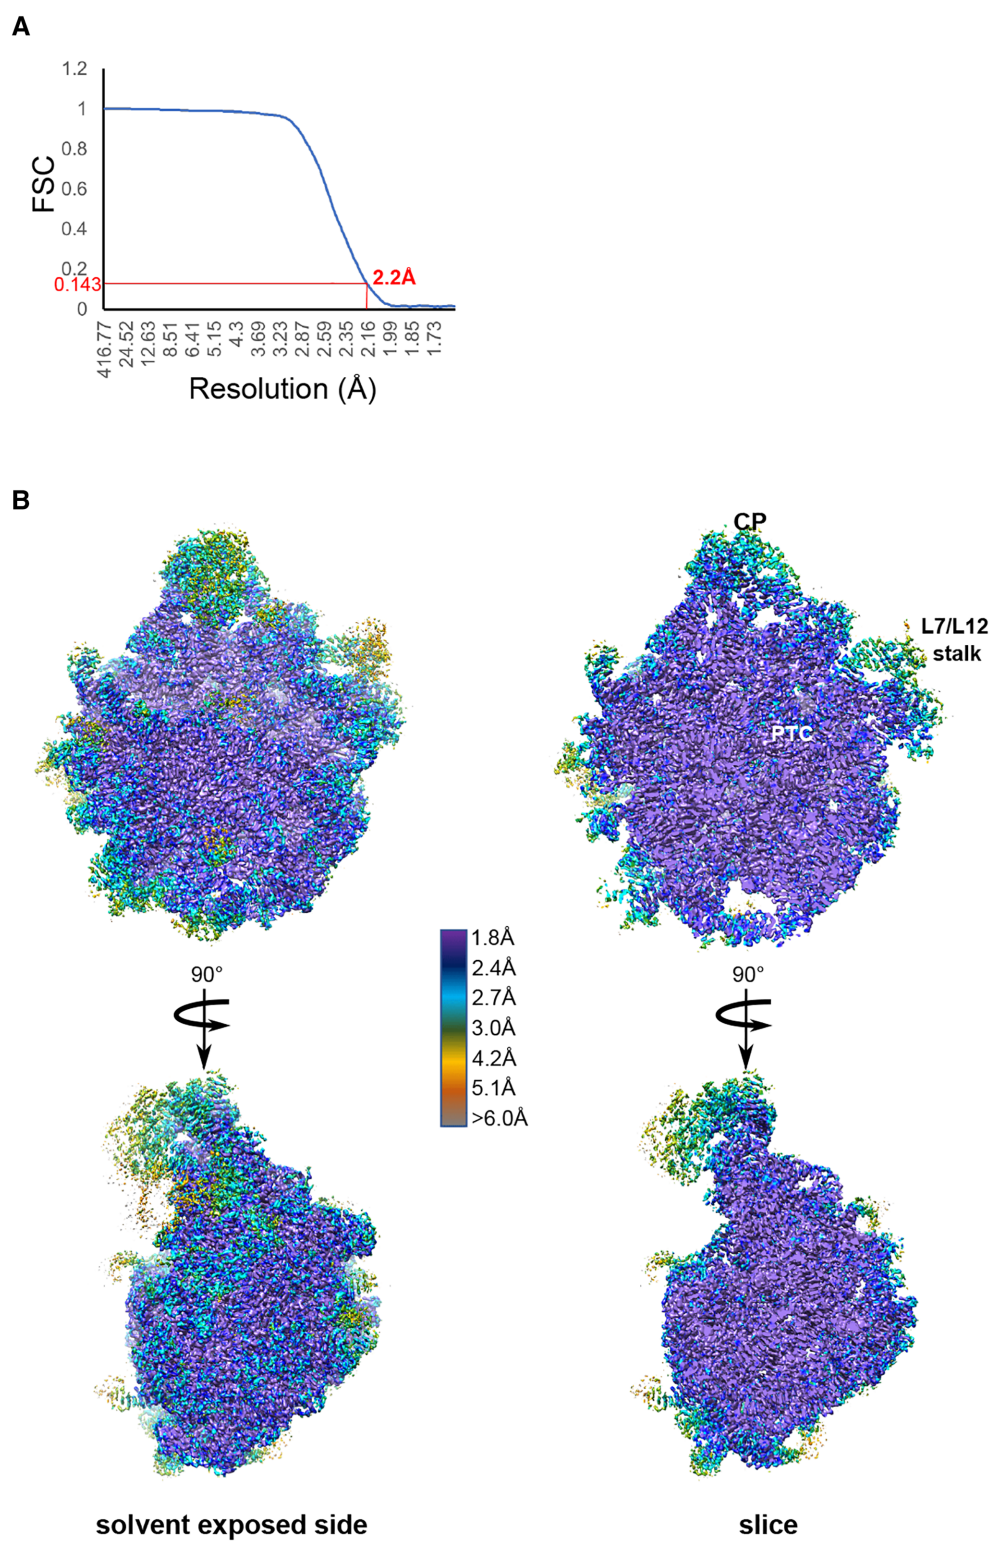 A
FSC
1.2
1
0.8
0.6
0.4
0.2
0.143
0
2.2Å
416.77
24.52
12.63
8.51
6.41
5.15
4.3
3.69
3.23
2.87
2.59
2.35
2.16
1.99
1.85
1.73
Resolution (Å)
B
CP
L7/L12
stalk
PTC
90°
90°
1.8Å
2.4Å
2.7Å
3.0Å
4.2Å
5.1Å
>6.0Å
solvent exposed side
slice